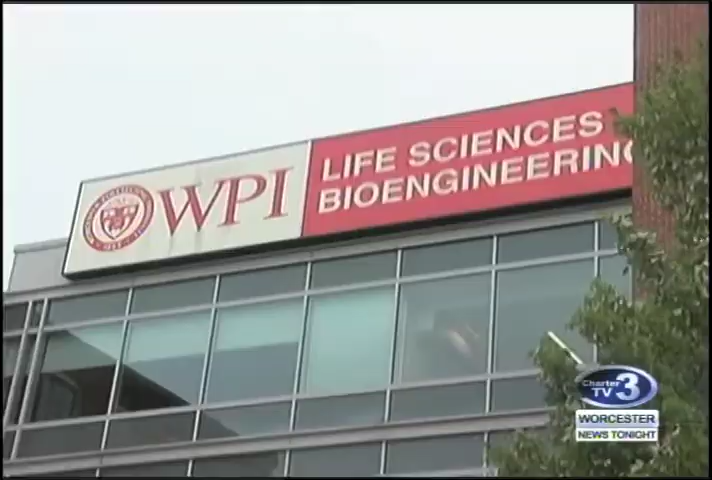 WPI
LIFE SCIENCES
BIOENGINEERING
Charter
TV 3
WORCESTER
NEWS TONIGHT